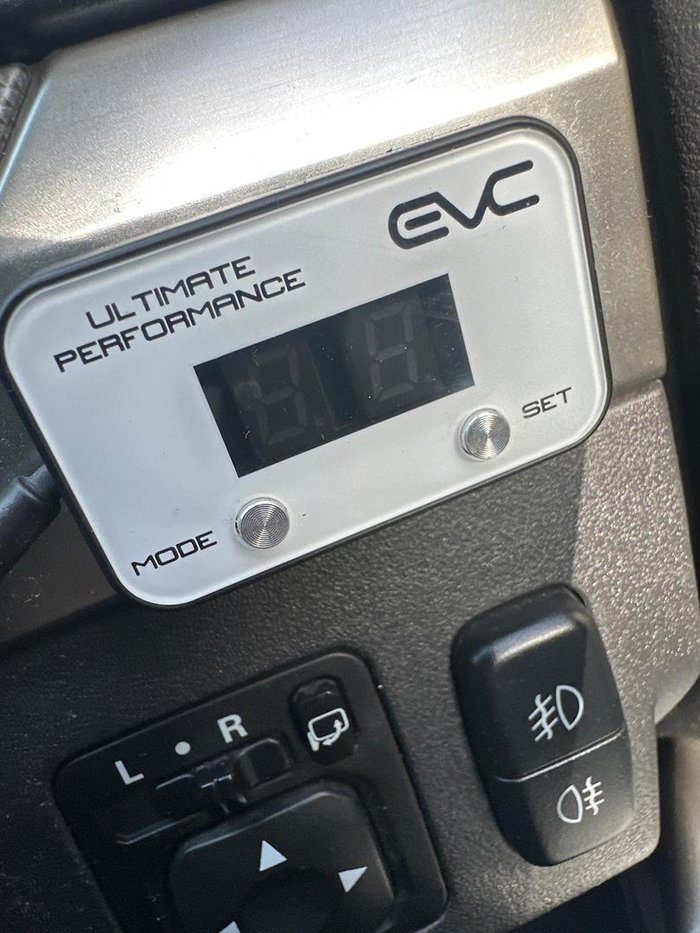 EVC
ULTIMATE
PERFORMANCE
SET
MODE
L • R